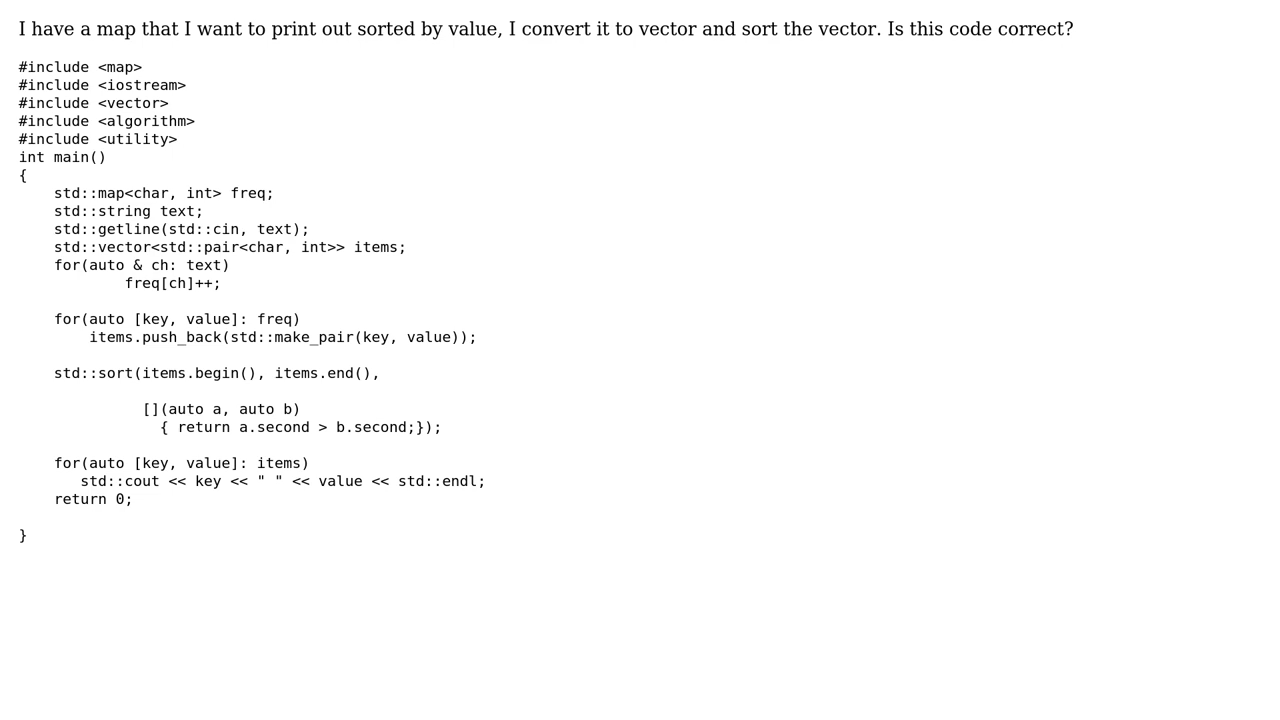 I have a map that I want to print out sorted by value, I convert it to vector and sort the vector. Is this code correct?
#include <map>
#include <iostream>
#include <vector>
#include <algorithm>
#include <utility>
int main()
{
    std::map<char, int> freq;
    std::string text;
    std::getline(std::cin, text);
    std::vector<std::pair<char, int>> items;
    for(auto & ch: text)
            freq[ch]++;
    for(auto [key, value]: freq)
        items.push_back(std::make_pair(key, value));
    std::sort(items.begin(), items.end(),
              [](auto a, auto b)
                { return a.second > b.second;});
    for(auto [key, value]: items)
       std::cout << key << " " << value << std::endl;
    return 0;
}